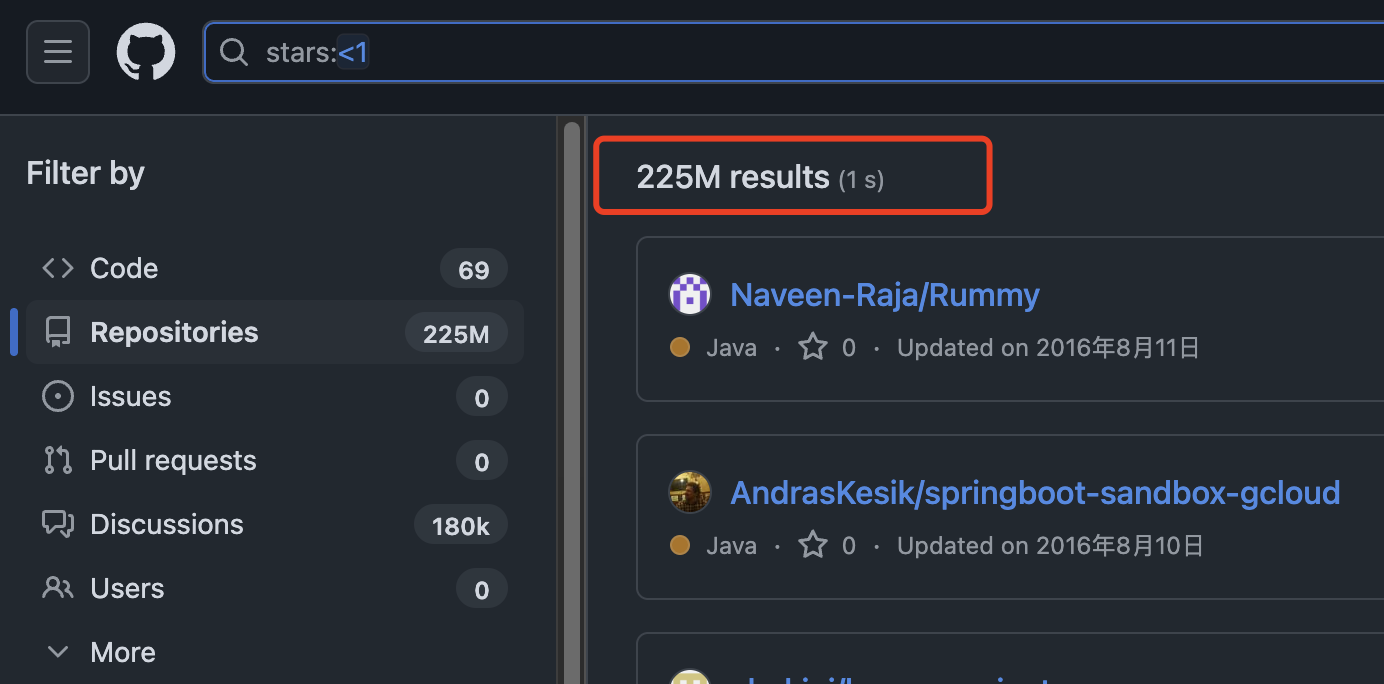 stars:<1
Filter by
Code 69
Repositories 225M
Issues 0
Pull requests 0
Discussions 180k
Users 0
More
225M results (1 s)
Naveen-Raja/Rummy
Java · 0 · Updated on 2016年8月11日
AndrasKesik/springboot-sandbox-gcloud
Java · 0 · Updated on 2016年8月10日